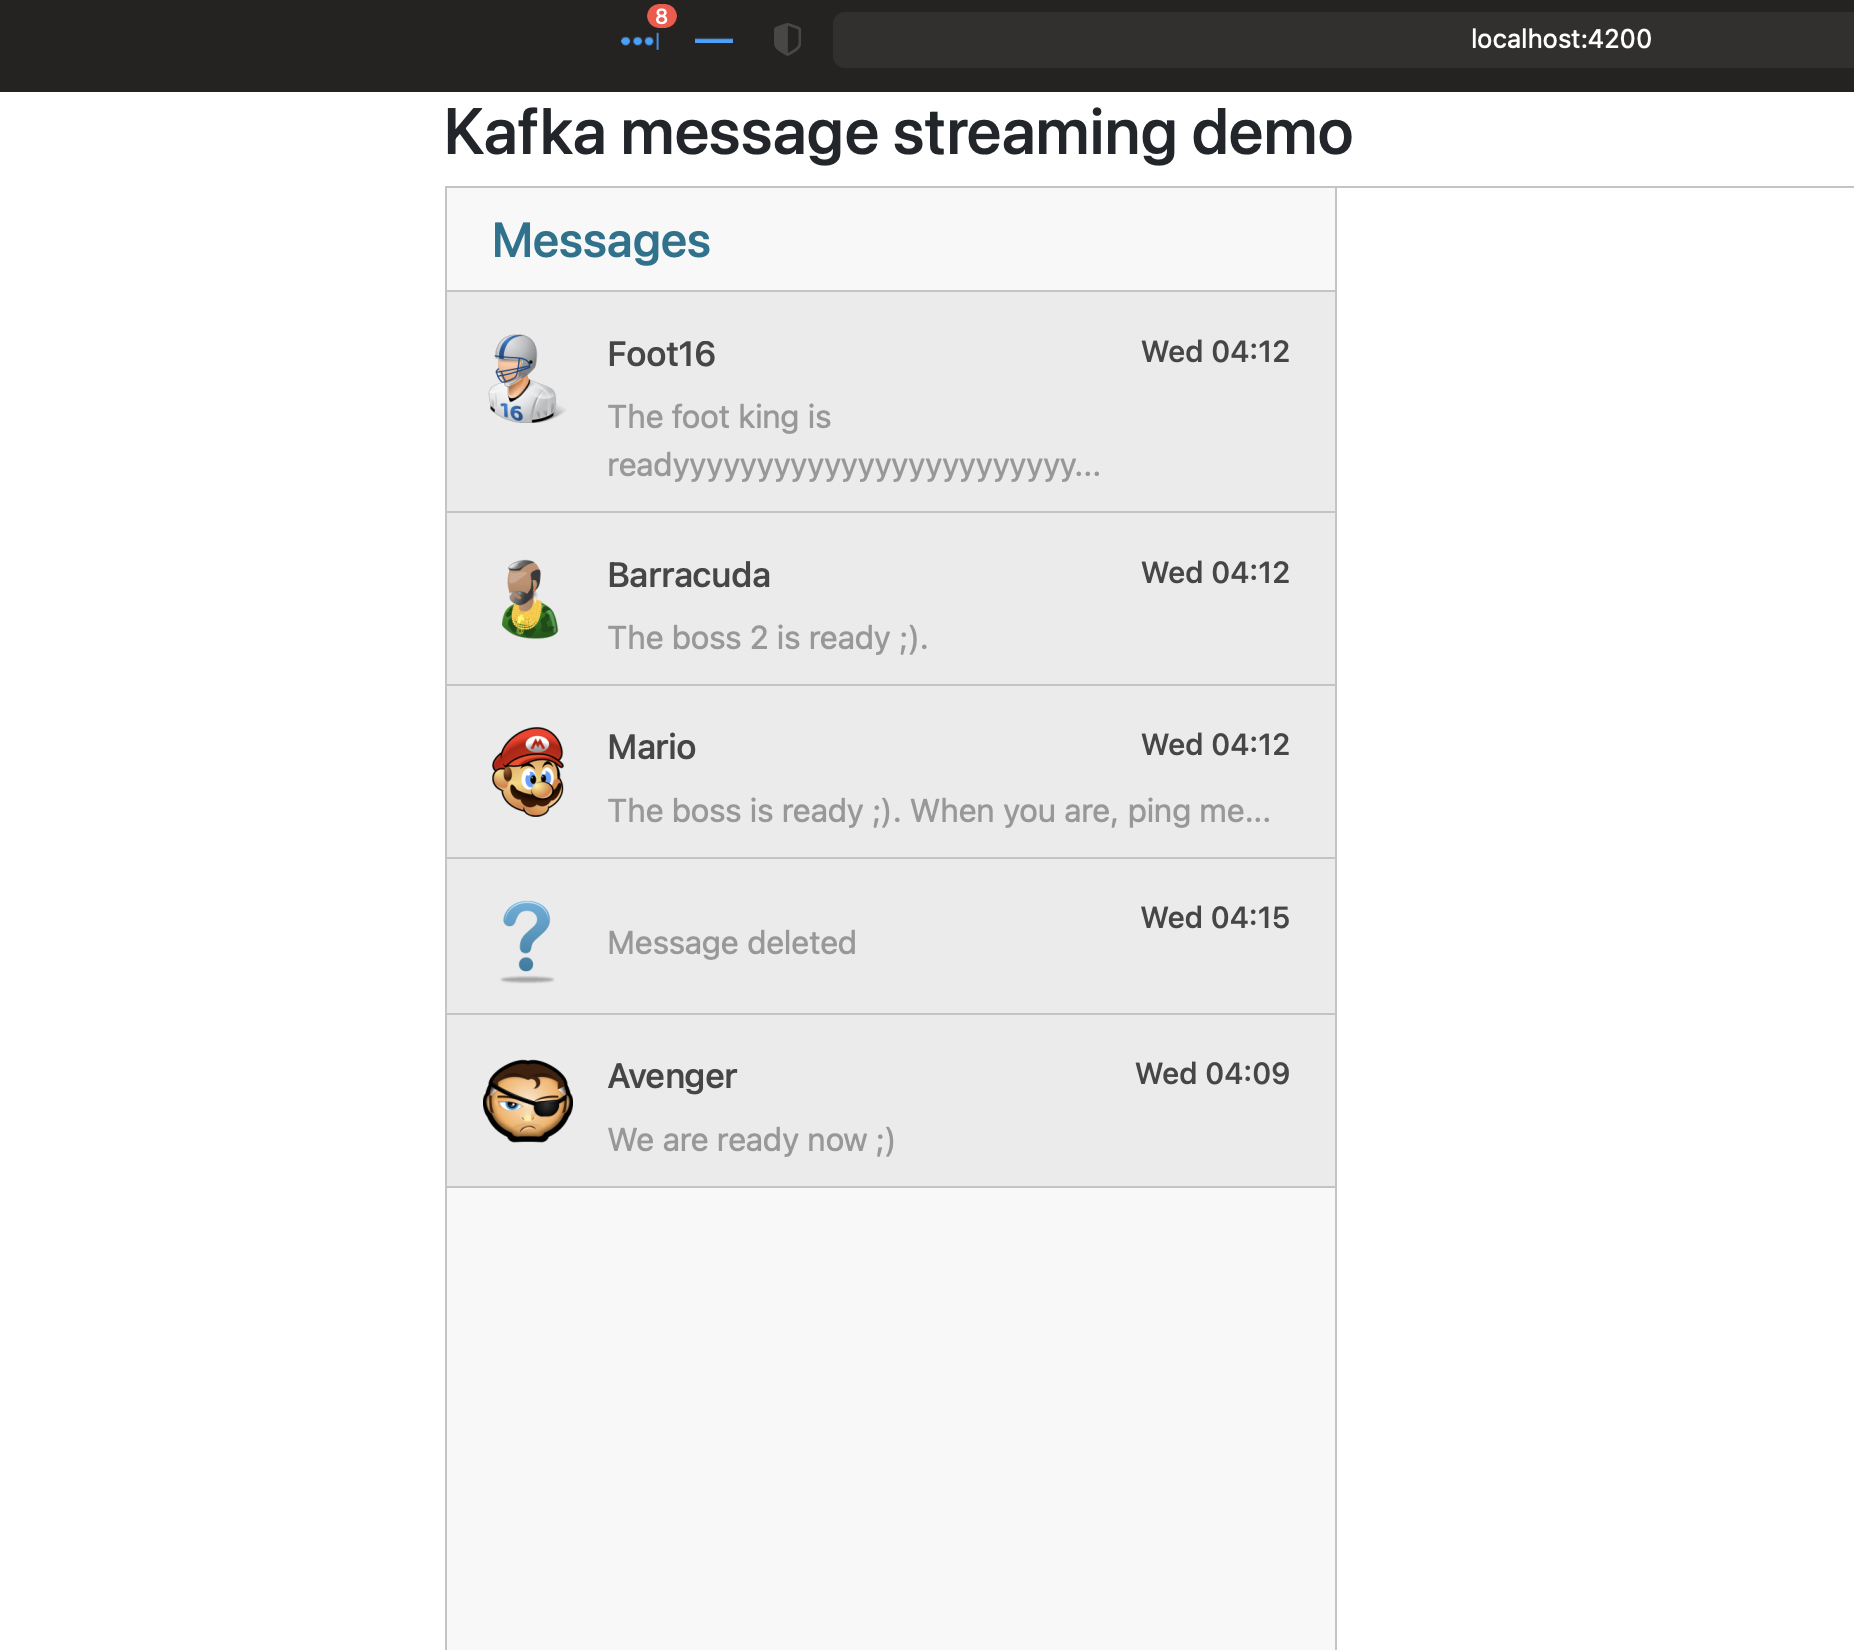 8
localhost:4200
Kafka message streaming demo
Messages
Foot16
Wed 04:12
The foot king is
readyyyyyyyyyyyyyyyyyyyyyyyyy...
16
Barracuda
Wed 04:12
The boss 2 is ready ;).
M
Mario
Wed 04:12
The boss is ready ;). When you are, ping me...
?
Message deleted
Wed 04:15
Avenger
Wed 04:09
We are ready now ;)